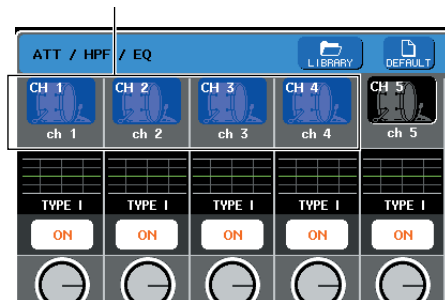 ATT / HPF / EQ LIBRARY DEFAULT
CH 1 CH 2 CH 3 CH 4 CH 5
ch 1 ch 2 ch 3 ch 4 ch 5
TYPE I TYPE I TYPE I TYPE I TYPE I
ON ON ON ON ON